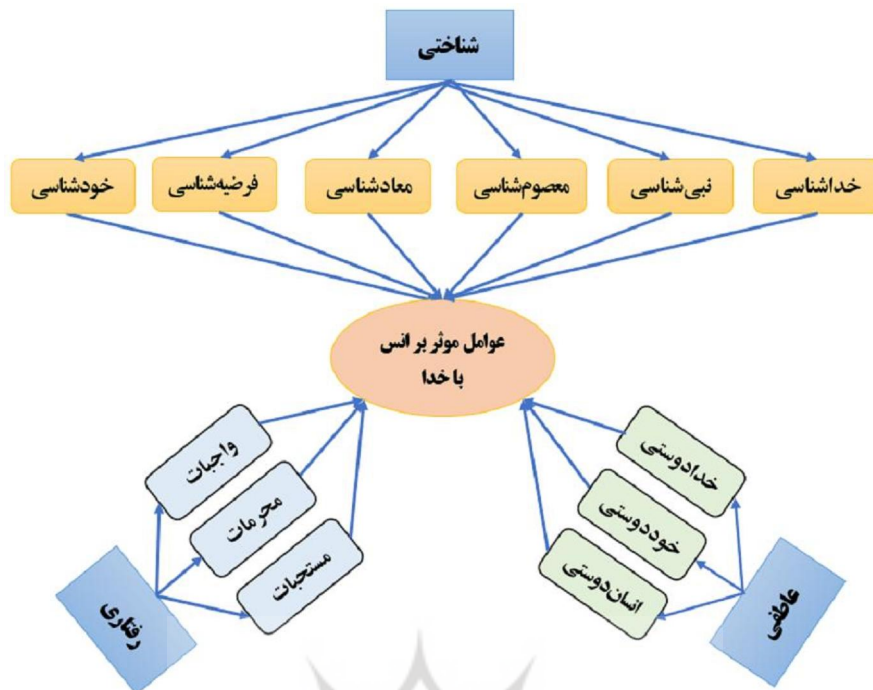 شناختی
خداشناسی
نبی‌شناسی
معصوم‌شناسی
معادشناسی
فرضیه‌شناسی
خودشناسی
عوامل موثر بر انس
با خدا
خدادوستی
خوددوستی
انسان‌دوستی
عاطفی
واجبات
محرمات
مستحبات
رفتاری